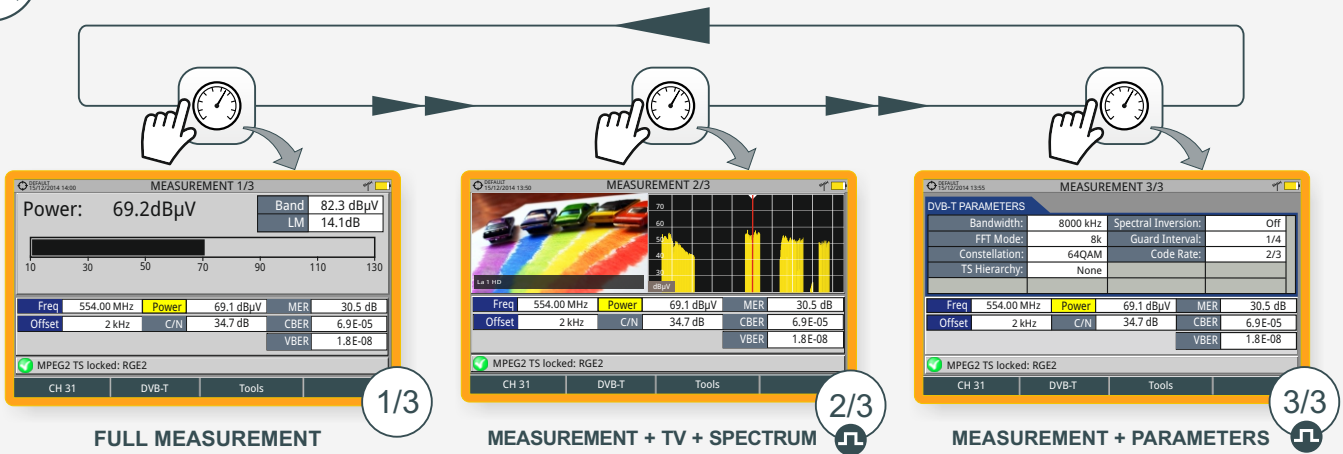 DEFAULT
15/12/2014 14:00
MEASUREMENT 1/3
Power: 69.2dBµV
Band 82.3 dBµV
LM 14.1dB
10 30 50 70 90 110 130
Freq 554.00 MHz Power 69.1 dBµV MER 30.5 dB
Offset 2 kHz C/N 34.7 dB CBER 6.9E-05
VBER 1.8E-08
MPEG2 TS locked: RGE2
CH 31 DVB-T Tools
1/3
FULL MEASUREMENT
DEFAULT
15/12/2014 13:50
MEASUREMENT 2/3
La 1 HD
70
60
50
40
30
dBµV
Freq 554.00 MHz Power 69.1 dBµV MER 30.5 dB
Offset 2 kHz C/N 34.7 dB CBER 6.9E-05
VBER 1.8E-08
MPEG2 TS locked: RGE2
CH 31 DVB-T Tools
2/3
MEASUREMENT + TV + SPECTRUM
DEFAULT
15/12/2014 13:55
MEASUREMENT 3/3
DVB-T PARAMETERS
Bandwidth: 8000 kHz Spectral Inversion: Off
FFT Mode: 8k Guard Interval: 1/4
Constellation: 64QAM Code Rate: 2/3
TS Hierarchy: None
Freq 554.00 MHz Power 69.1 dBµV MER 30.5 dB
Offset 2 kHz C/N 34.7 dB CBER 6.9E-05
VBER 1.8E-08
MPEG2 TS locked: RGE2
CH 31 DVB-T Tools
3/3
MEASUREMENT + PARAMETERS